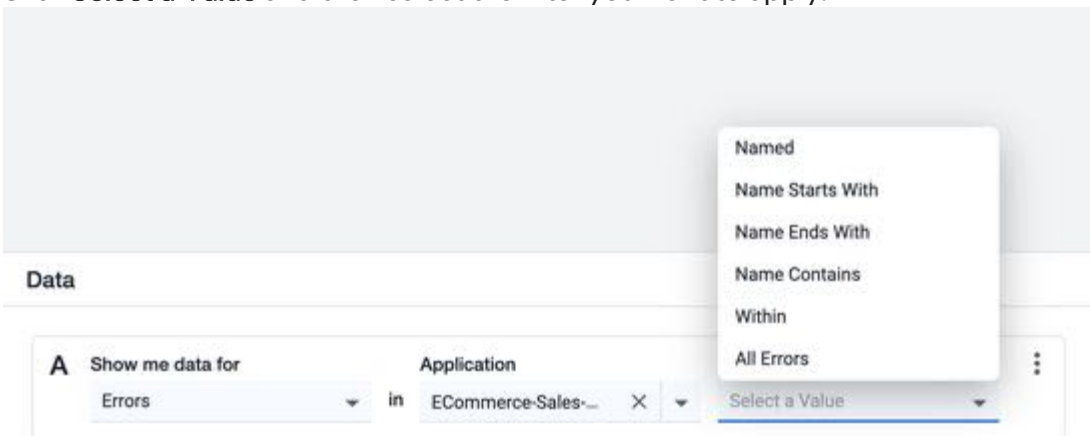 Named
Name Starts With
Name Ends With
Name Contains
Within
All Errors
Data
A Show me data for Application
Errors in ECommerce-Sales-... Select a Value